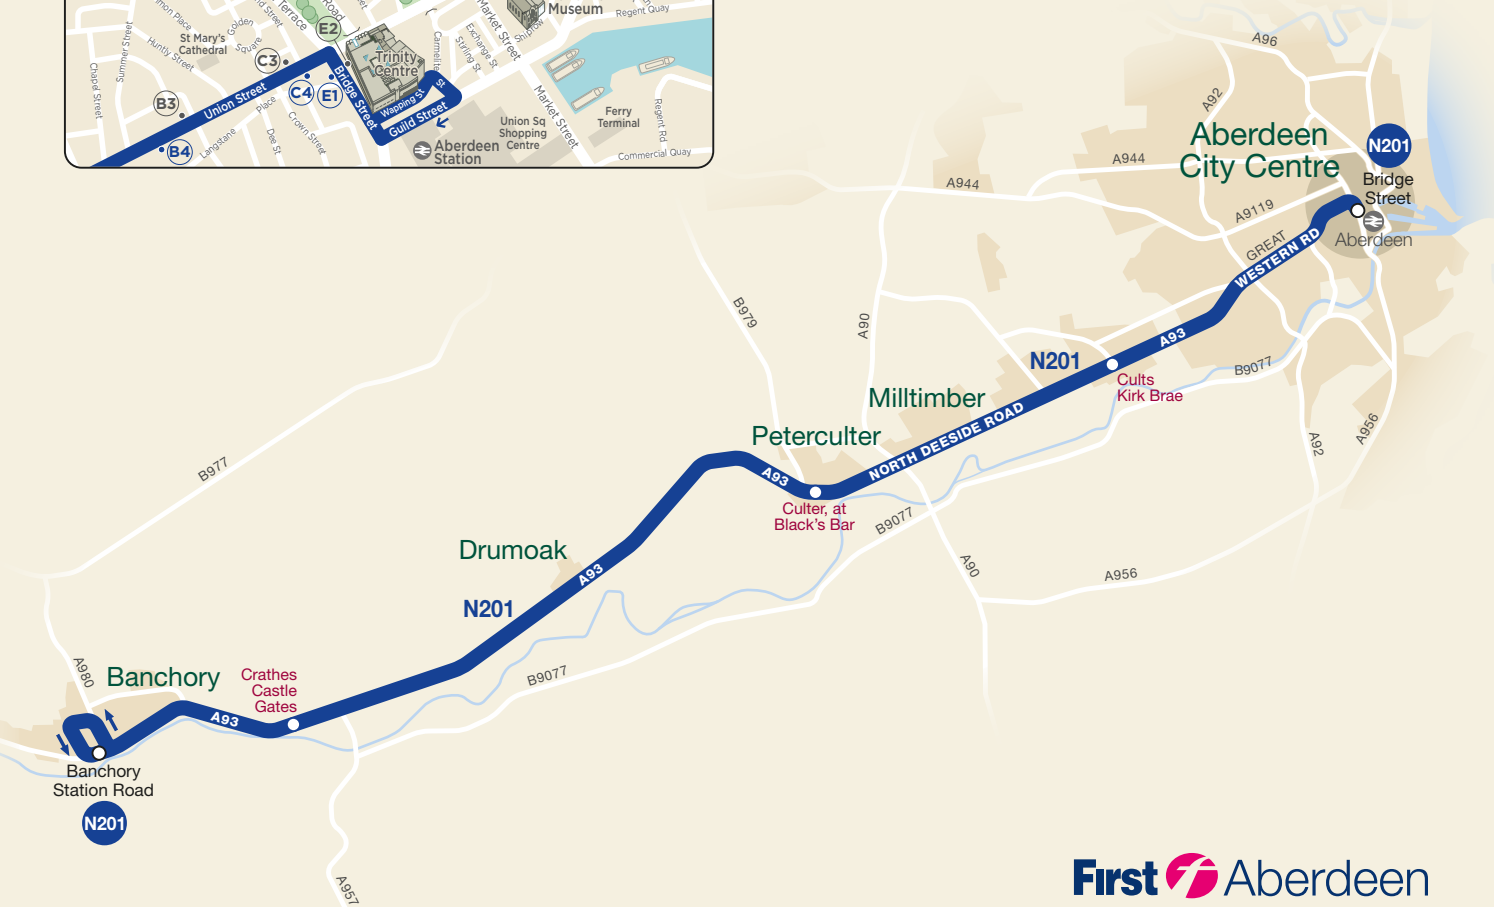 Museum
Regent Quay
Shiprow
Market Street
Terrace
Road
Golden
Square
E2
St Mary's
Cathedral
Huntly Street
Summer Street
Chapel Street
C3
Trinity
Centre
Carmelite
Exchange St
Stirling St
Union Street
Bridge Street
Wapping St
Guild Street
St
C4
E1
B3
B4
Langstane
Place
Dee St
Crown Street
Aberdeen
Station
Union Sq
Shopping
Centre
Market Street
Ferry
Terminal
Regent Rd
Commercial Quay
A96
A92
Aberdeen
City Centre
N201
Bridge
Street
Aberdeen
A944
A944
A9119
GREAT
WESTERN RD
B979
A90
N201
A93
Cults
Kirk Brae
B9077
Milltimber
Peterculter
NORTH DEESIDE ROAD
A93
A92
A956
B977
Culter, at
Black's Bar
B9077
Drumoak
A93
A90
A956
N201
A980
Banchory
Crathes
Castle
Gates
B9077
A93
Banchory
Station Road
N201
A957
First Aberdeen